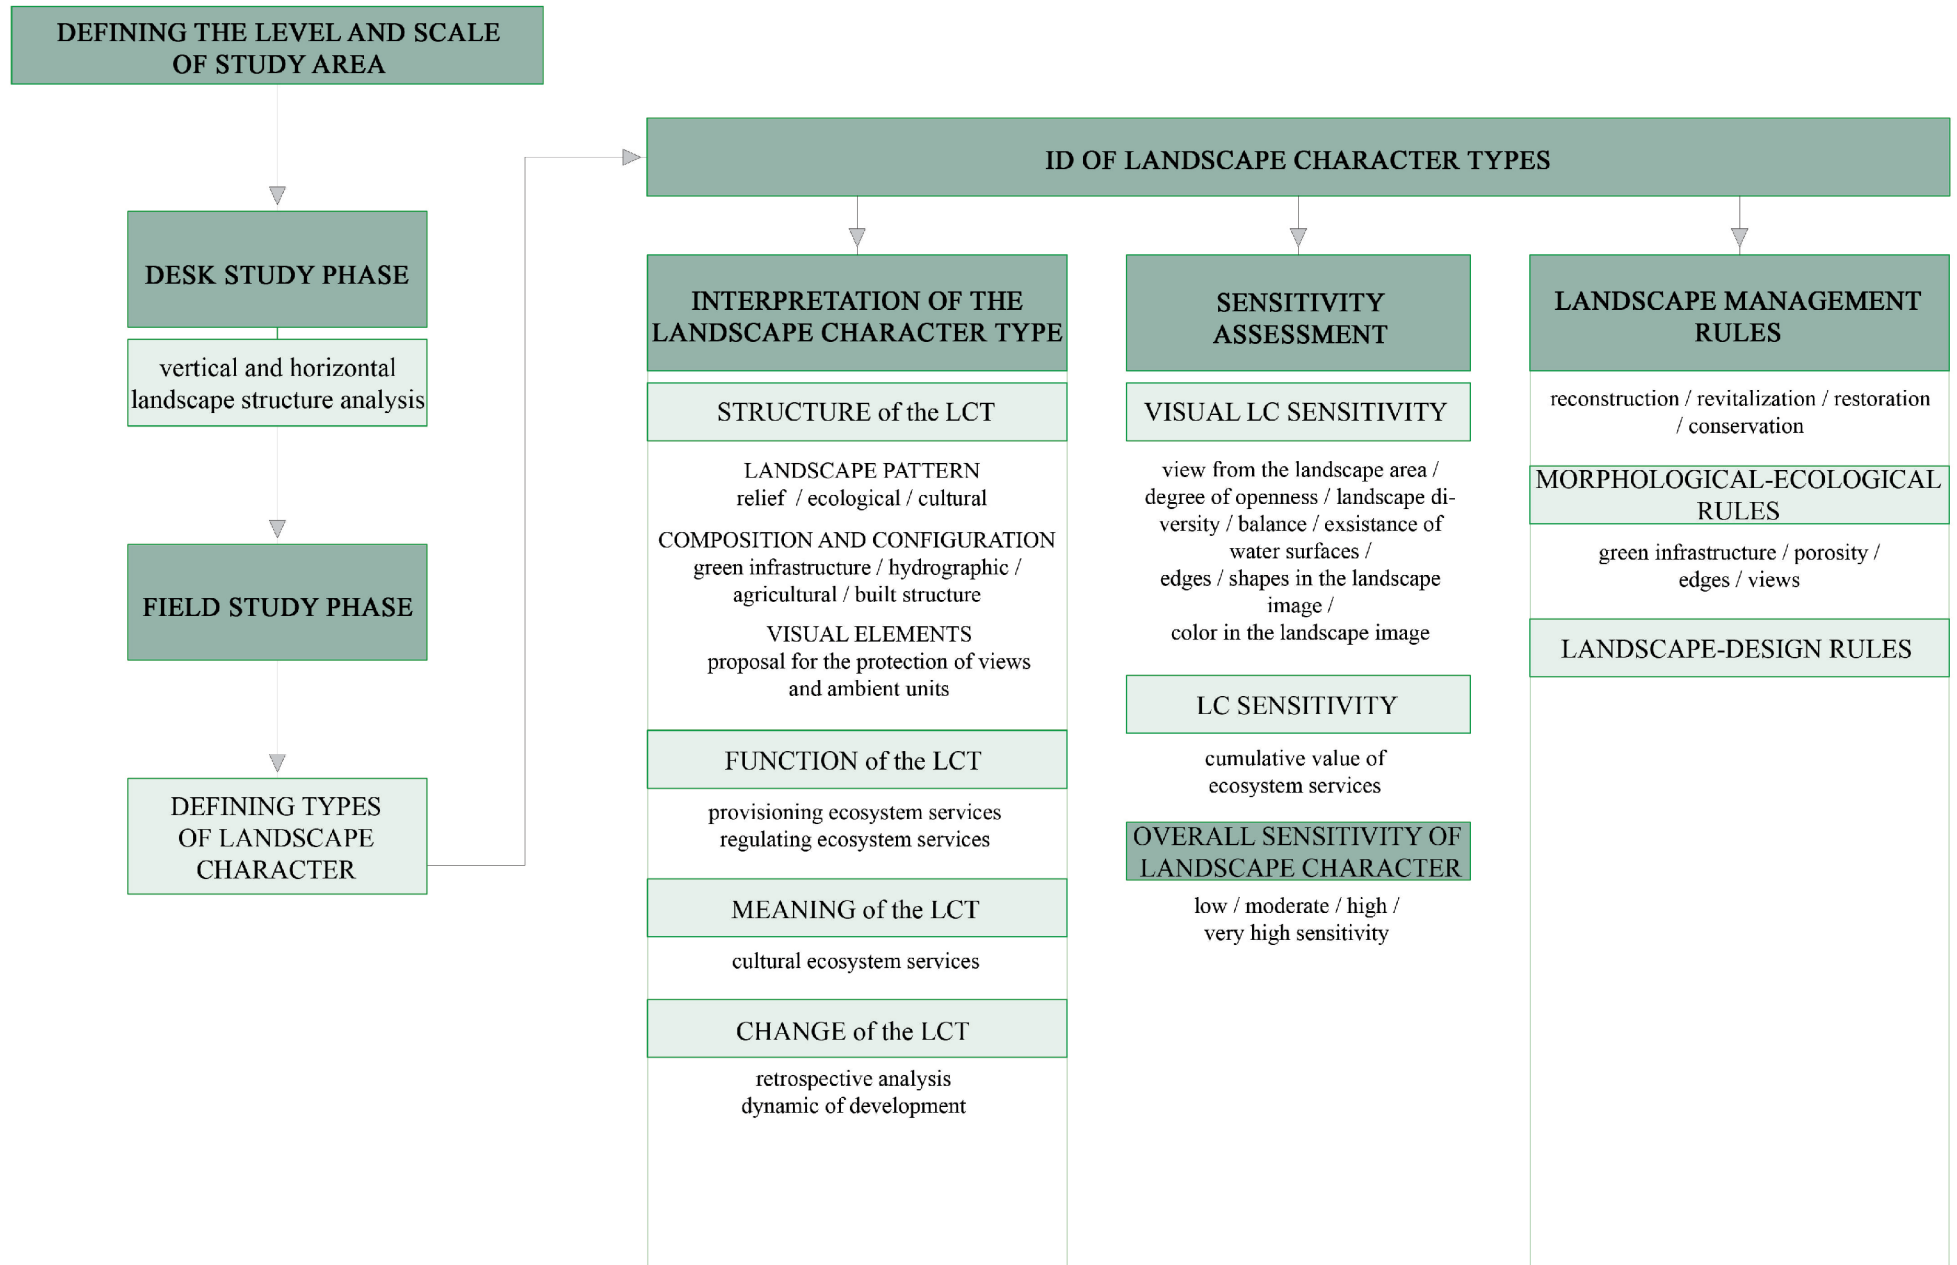 DEFINING THE LEVEL AND SCALE
OF STUDY AREA
DESK STUDY PHASE
vertical and horizontal
landscape structure analysis
FIELD STUDY PHASE
DEFINING TYPES
OF LANDSCAPE
CHARACTER
ID OF LANDSCAPE CHARACTER TYPES
INTERPRETATION OF THE
LANDSCAPE CHARACTER TYPE
STRUCTURE of the LCT
LANDSCAPE PATTERN
relief / ecological / cultural
COMPOSITION AND CONFIGURATION
green infrastructure / hydrographic /
agricultural / built structure
VISUAL ELEMENTS
proposal for the protection of views
and ambient units
FUNCTION of the LCT
provisioning ecosystem services
regulating ecosystem services
MEANING of the LCT
cultural ecosystem services
CHANGE of the LCT
retrospective analysis
dynamic of development
SENSITIVITY
ASSESSMENT
VISUAL LC SENSITIVITY
view from the landscape area /
degree of openness / landscape di-
versity / balance / exsistance of
water surfaces /
edges / shapes in the landscape
image /
color in the landscape image
LC SENSITIVITY
cumulative value of
ecosystem services
OVERALL SENSITIVITY OF
LANDSCAPE CHARACTER
low / moderate / high /
very high sensitivity
LANDSCAPE MANAGEMENT
RULES
reconstruction / revitalization / restoration
/ conservation
MORPHOLOGICAL-ECOLOGICAL
RULES
green infrastructure / porosity /
edges / views
LANDSCAPE-DESIGN RULES